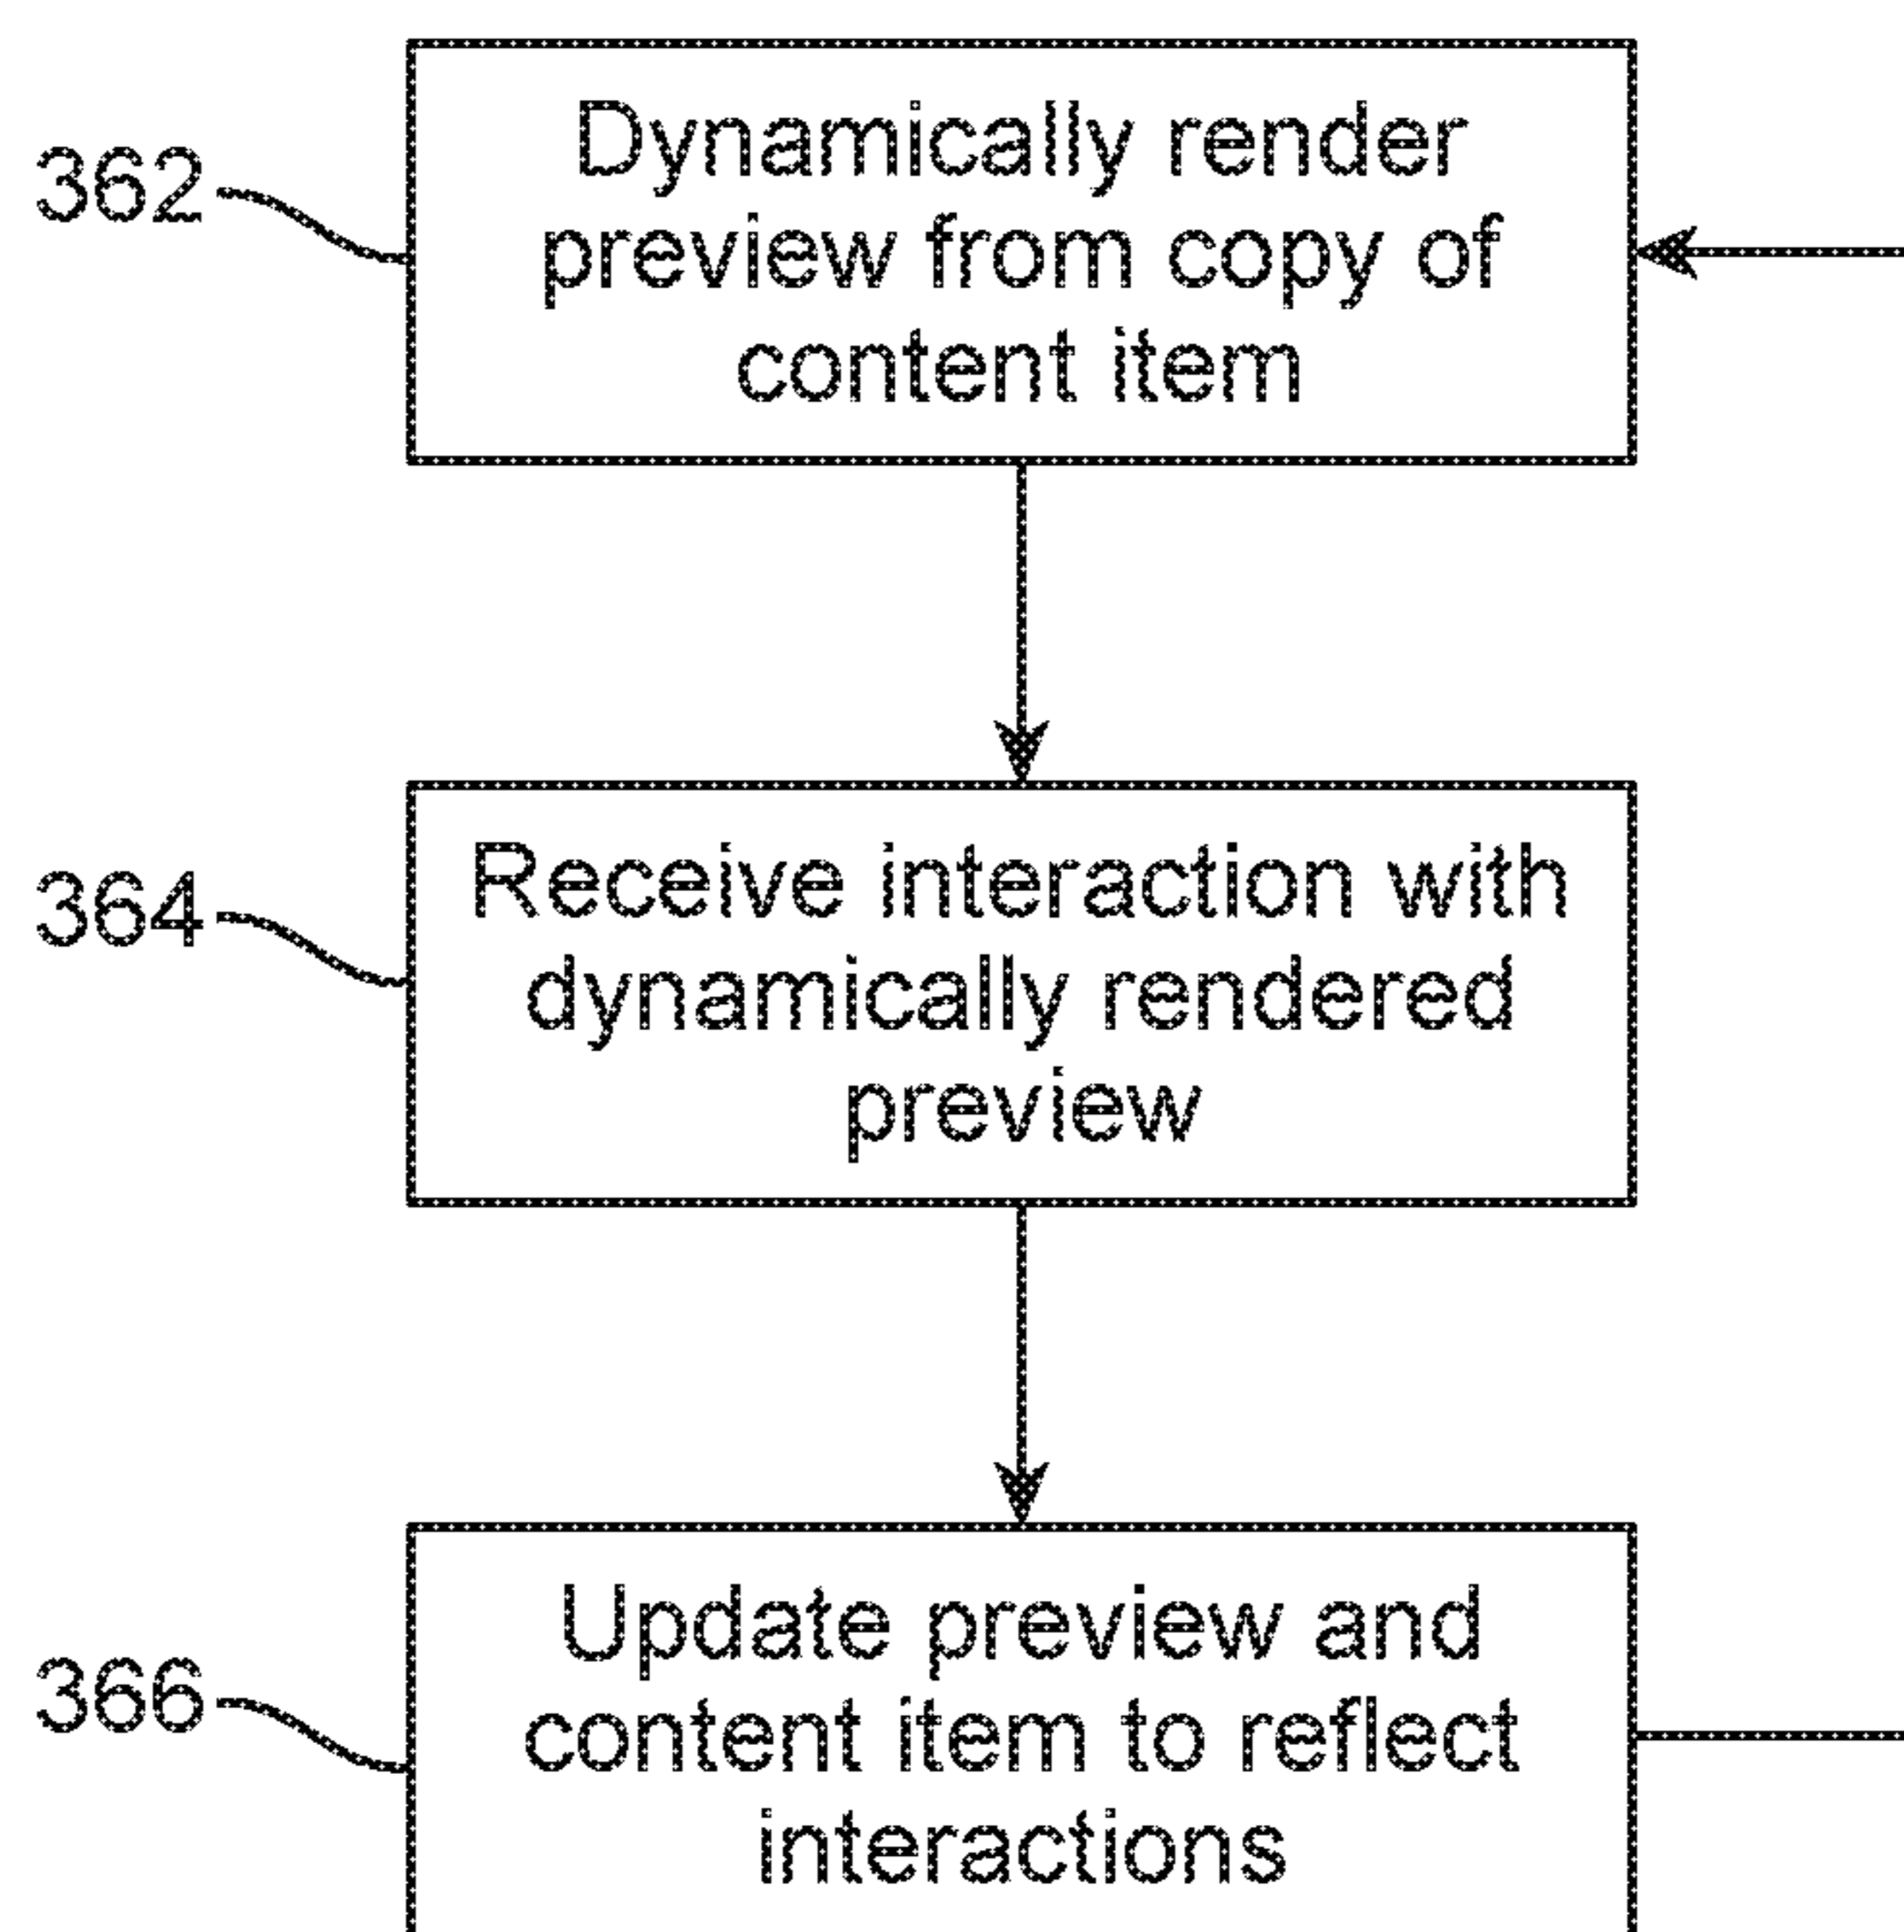 362
Dynamically render
preview from copy of
content item
364
Receive interaction with
dynamically rendered
preview
366
Update preview and
content item to reflect
interactions